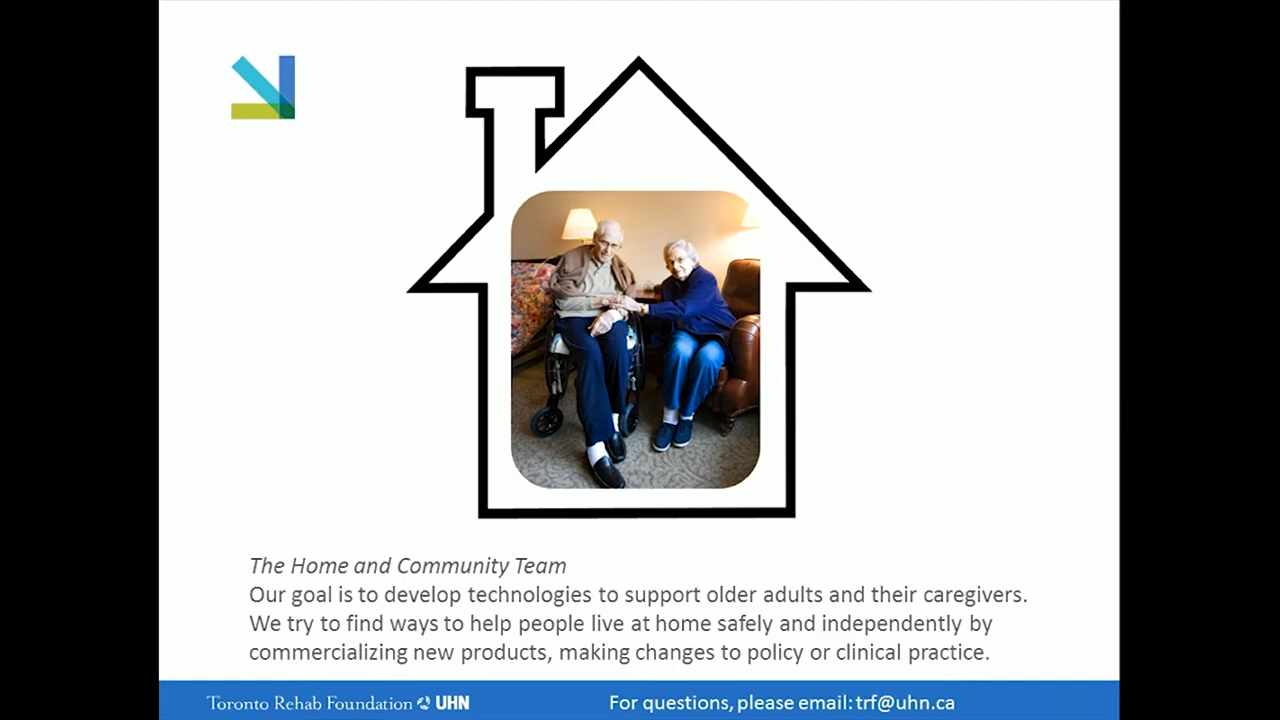 The Home and Community Team
Our goal is to develop technologies to support older adults and their caregivers.
We try to find ways to help people live at home safely and independently by
commercializing new products, making changes to policy or clinical practice.
Toronto Rehab Foundation UHN
For questions, please email: trf@uhn.ca